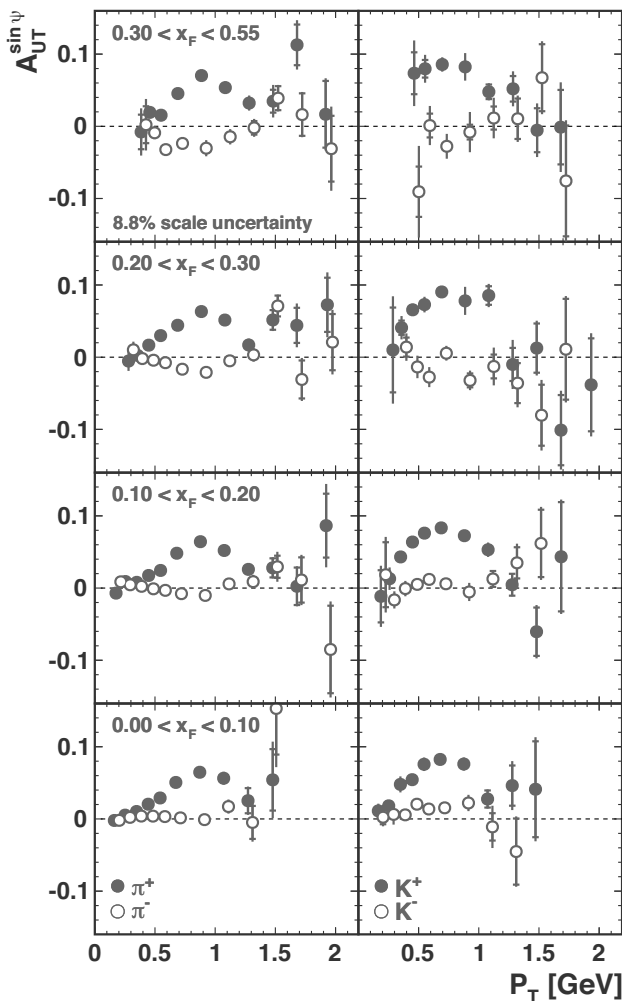 A_UT^sin ψ
0.30 < x_F < 0.55
0.1
0
-0.1
8.8% scale uncertainty
0.20 < x_F < 0.30
0.1
0
-0.1
0.10 < x_F < 0.20
0.1
0
-0.1
0.00 < x_F < 0.10
0.1
0
-0.1
π⁺ K⁺
π⁻ K⁻
0 0.5 1 1.5 2 0.5 1 1.5 2
P_T [GeV]